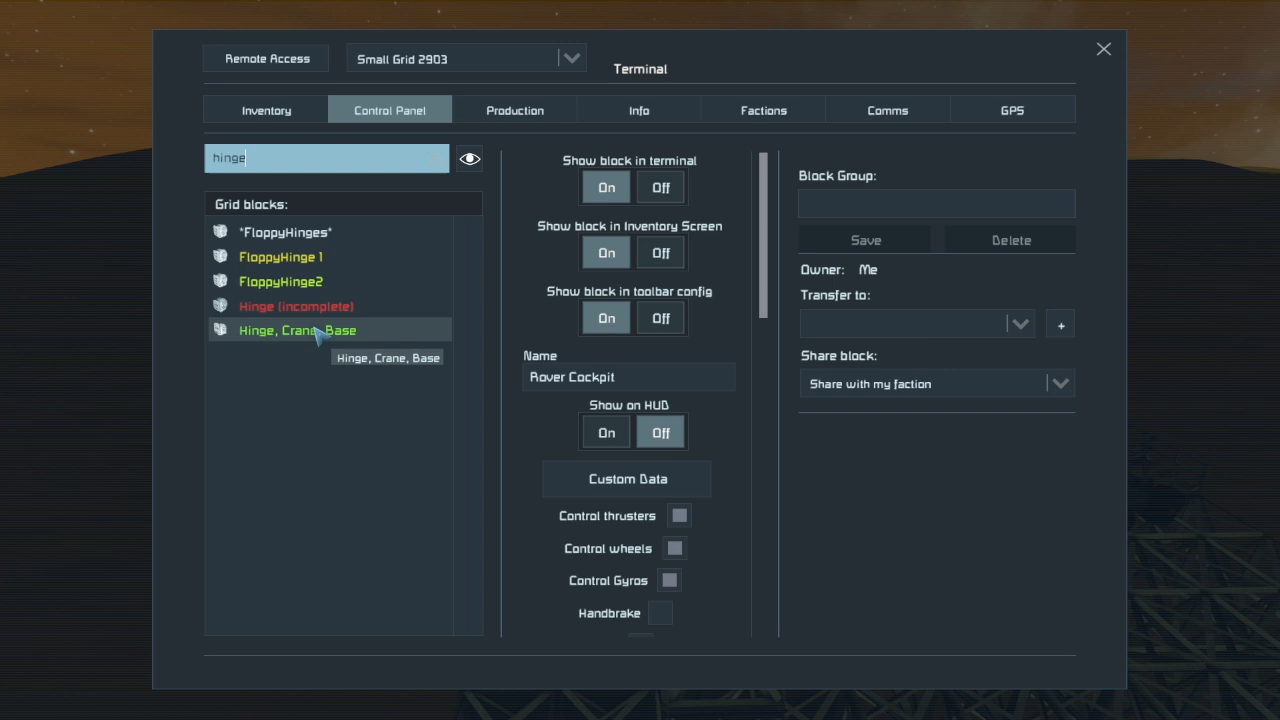 Remote Access
Small Grid 2903
Terminal
Inventory
Control Panel
Production
Info
Factions
Comms
GPS
hinge
Grid blocks:
*FloppyHinges*
FloppyHinge 1
FloppyHinge2
Hinge (incomplete)
Hinge, Crane, Base
Hinge, Crane, Base
Show block in terminal
On Off
Show block in Inventory Screen
On Off
Show block in toolbar config
On Off
Name
Rover Cockpit
Show on HUD
On Off
Custom Data
Control thrusters
Control wheels
Control Gyros
Handbrake
Block Group:
Save
Delete
Owner: Me
Transfer to:
+
Share block:
Share with my faction